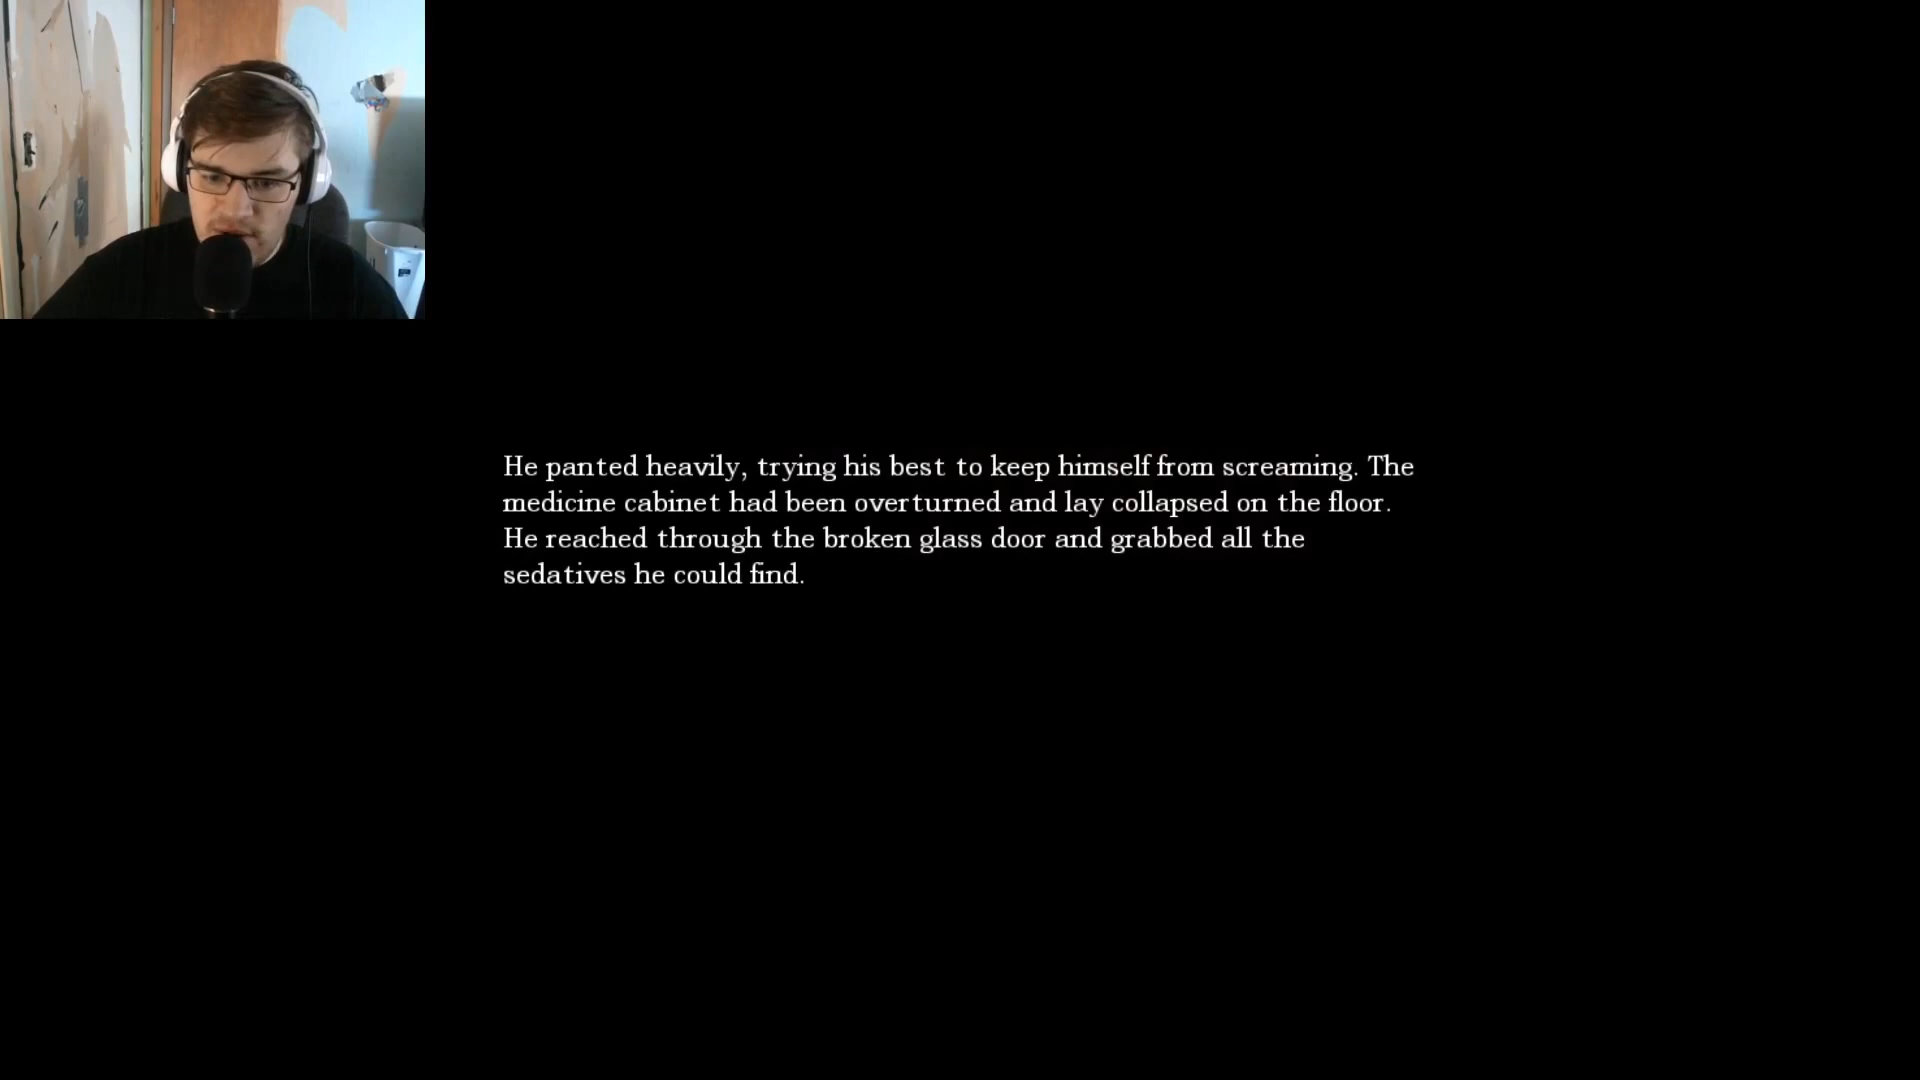 He panted heavily, trying his best to keep himself from screaming. The
medicine cabinet had been overturned and lay collapsed on the floor.
He reached through the broken glass door and grabbed all the
sedatives he could find.